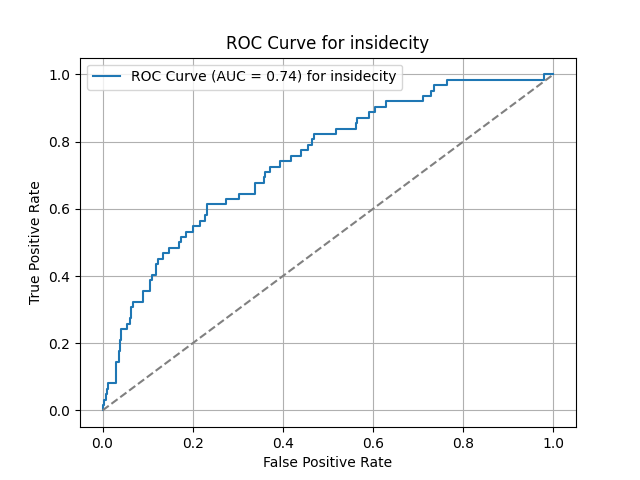 ROC Curve for insidecity
ROC Curve (AUC = 0.74) for insidecity
1.0
0.8
0.6
0.4
0.2
0.0
True Positive Rate
0.0 0.2 0.4 0.6 0.8 1.0
False Positive Rate